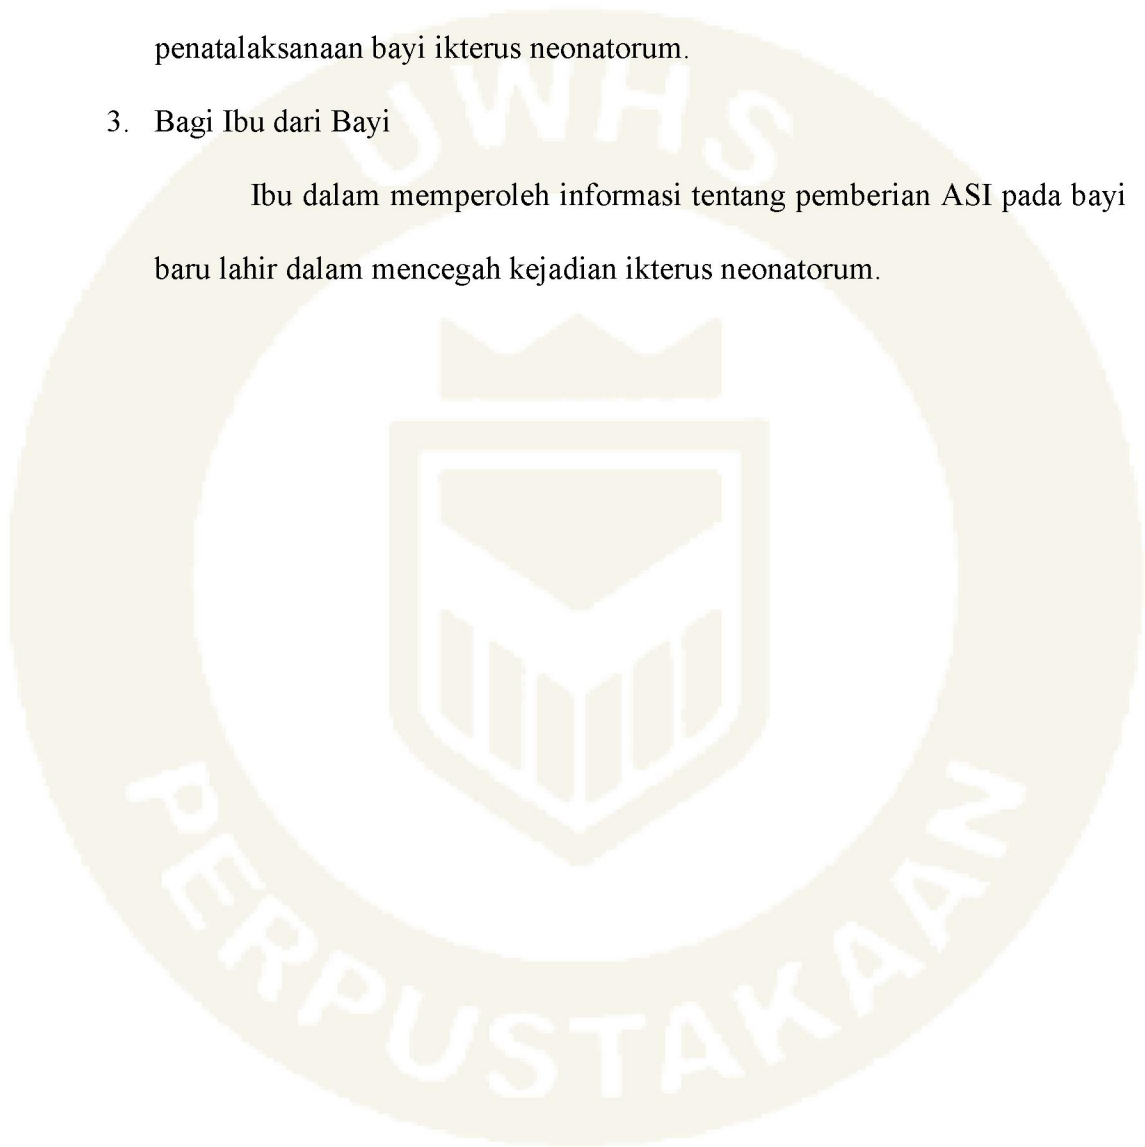 penatalaksanaan bayi ikterus neonatorum.
3. Bagi Ibu dari Bayi
Ibu dalam memperoleh informasi tentang pemberian ASI pada bayi
baru lahir dalam mencegah kejadian ikterus neonatorum.
UWHS
PERPUSTAKAAN